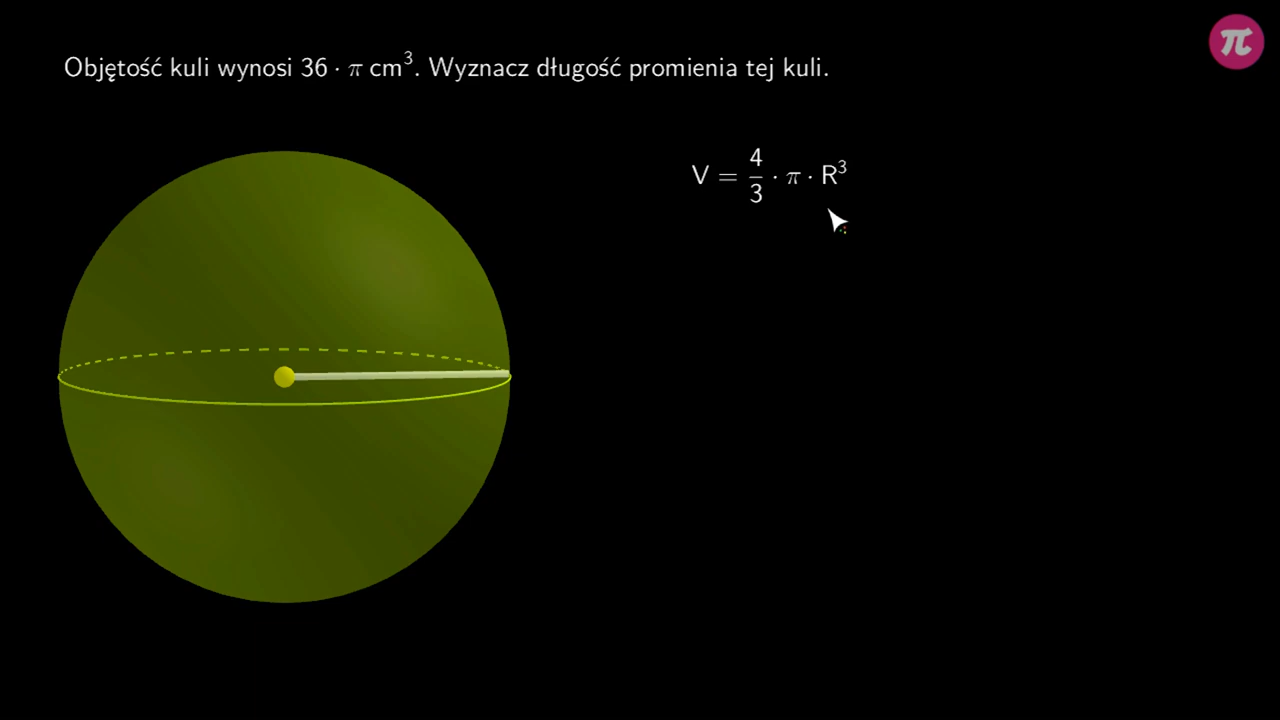 Objętość kuli wynosi 36 · π cm³. Wyznacz długość promienia tej kuli.
V = 4/3 · π · R³
π